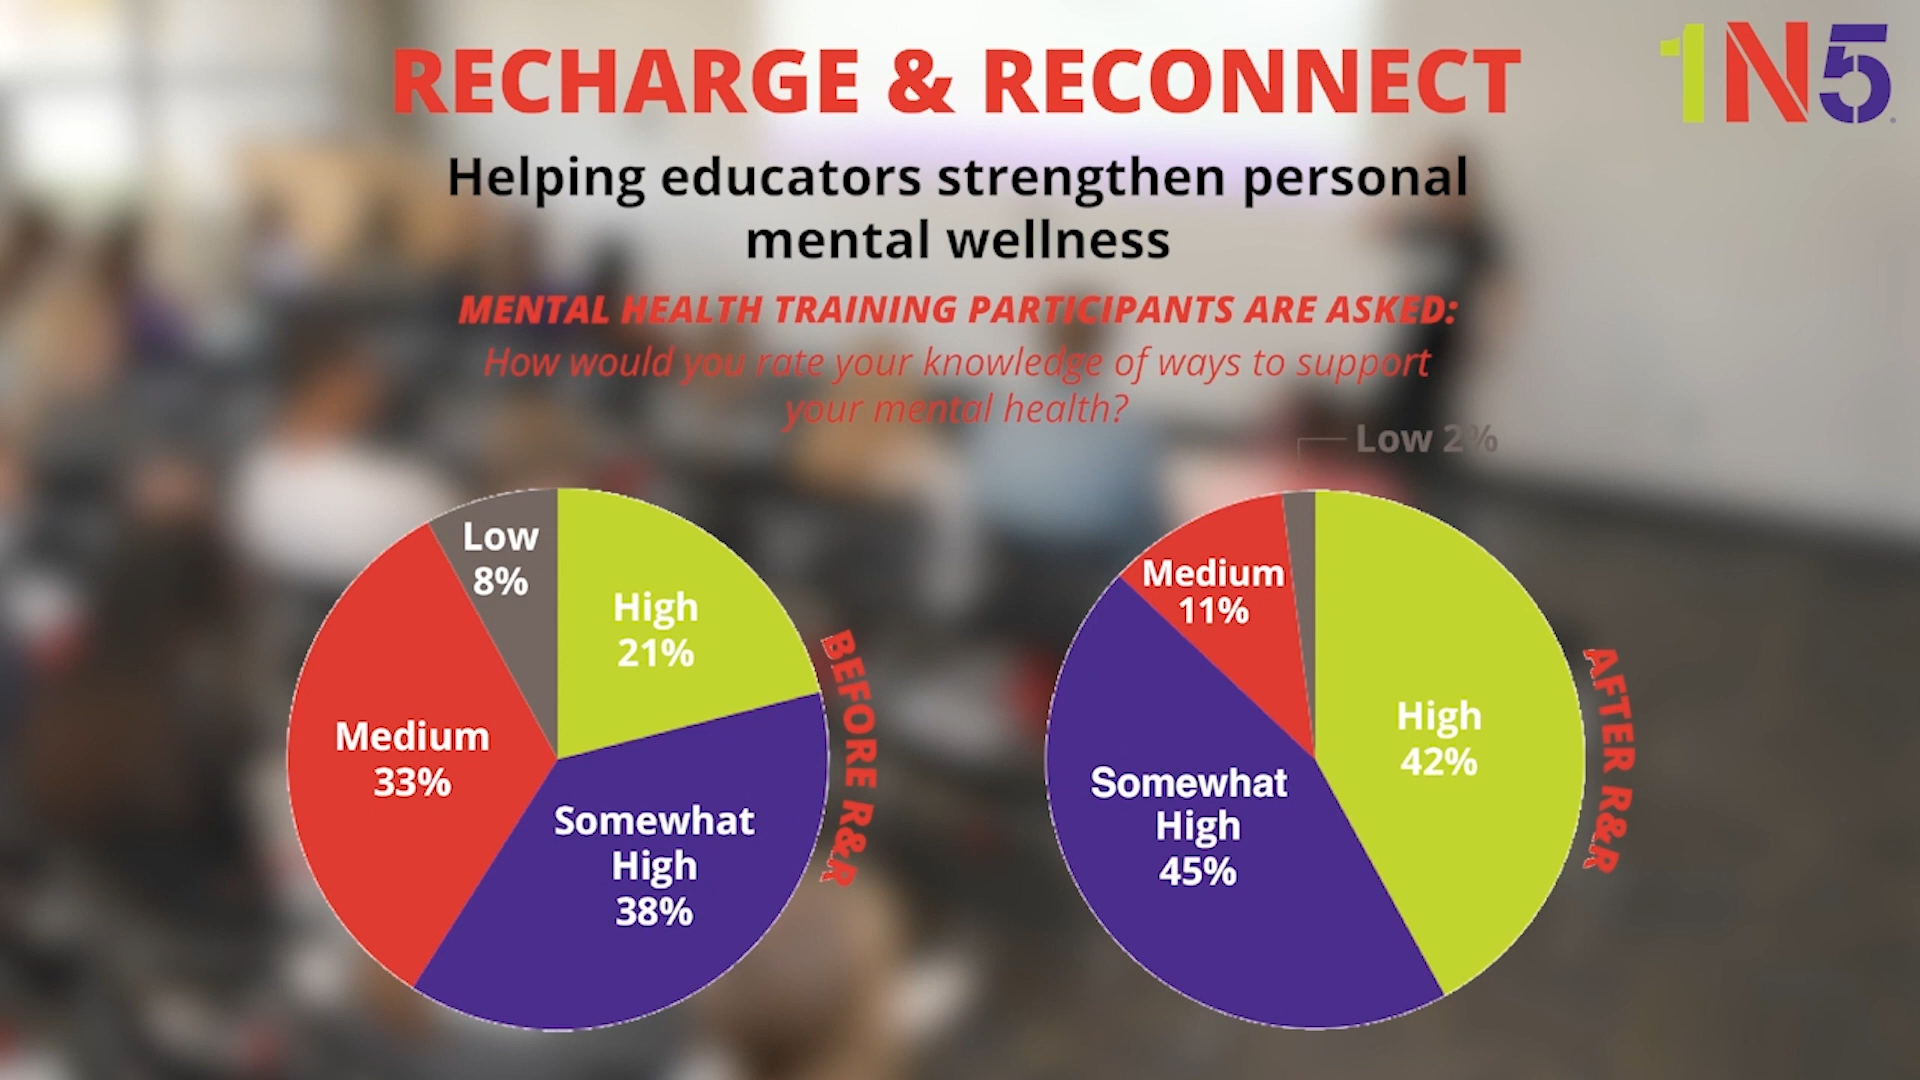 RECHARGE & RECONNECT
1N5
Helping educators strengthen personal
mental wellness
MENTAL HEALTH TRAINING PARTICIPANTS ARE ASKED:
How would you rate your knowledge of ways to support
your mental health?
Low
8%
High
21%
Medium
33%
Somewhat
High
38%
BEFORE R&R
Low 2%
Medium
11%
High
42%
Somewhat
High
45%
AFTER R&R